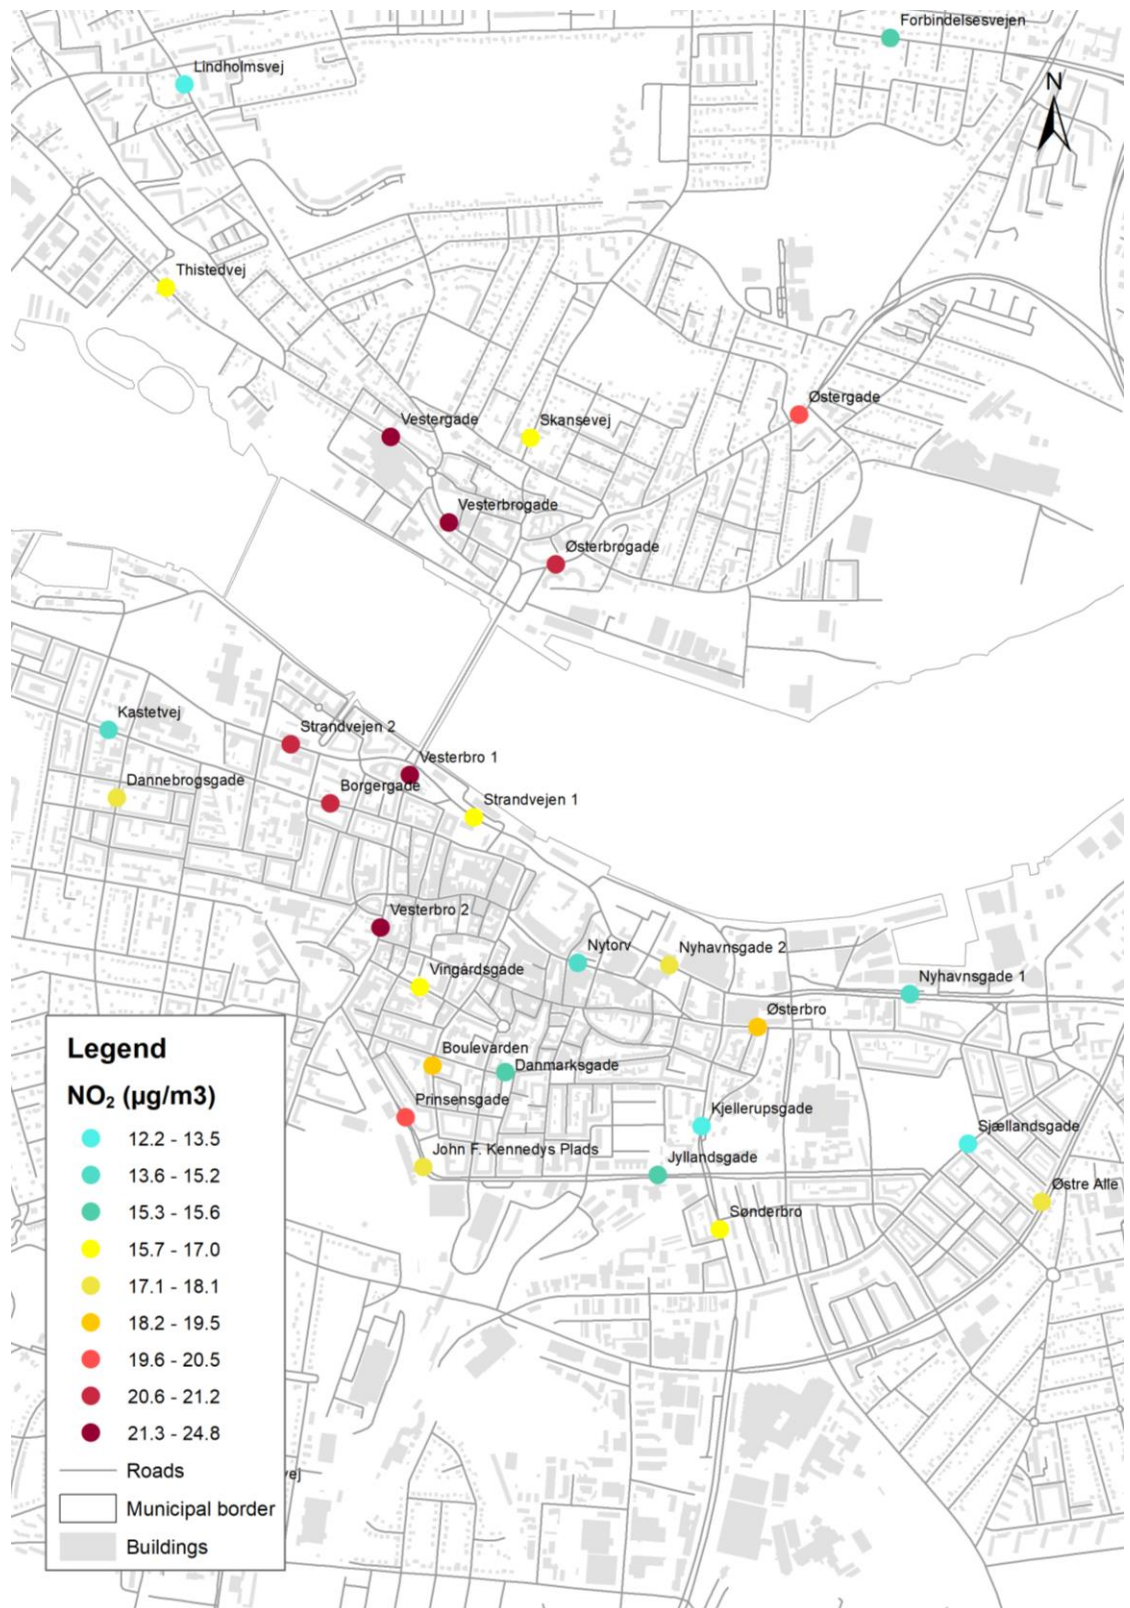 Forbindelsesvejen
Lindholmsvej
N
Thistedvej
Østergade
Vestergade
Skansevej
Vesterbrogade
Østerbrogade
Kastetvej
Strandvejen 2
Vesterbro 1
Dannebrogsgade
Borgergade
Strandvejen 1
Vesterbro 2
Nytorv
Nyhavnsgade 2
Vingårdsgade
Nyhavnsgade 1
Østerbro
Boulevarden
Danmarksgade
Prinsensgade
Kjellerupsgade
Sjællandsgade
John F. Kennedys Plads
Jyllandsgade
Østre Alle
Sønderbro
Legend
NO₂ (µg/m3)
12.2 - 13.5
13.6 - 15.2
15.3 - 15.6
15.7 - 17.0
17.1 - 18.1
18.2 - 19.5
19.6 - 20.5
20.6 - 21.2
21.3 - 24.8
Roads
Municipal border
Buildings